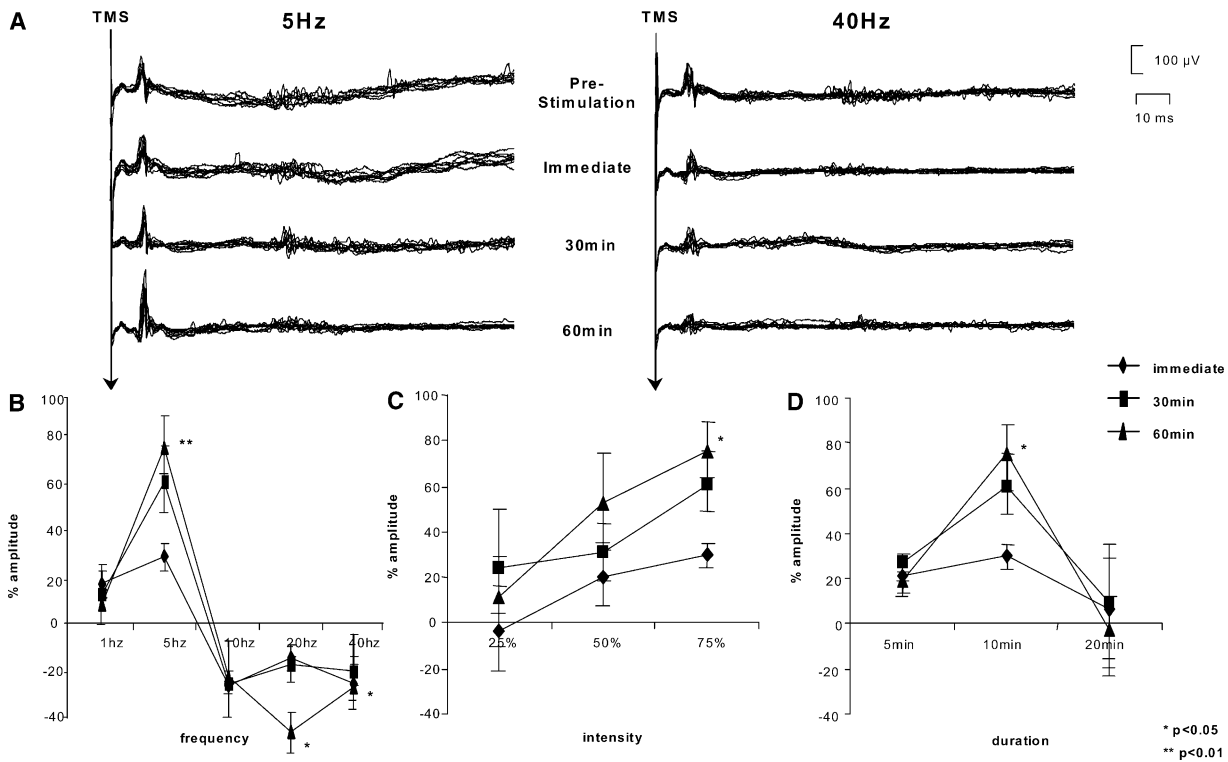 A
TMS
5Hz
TMS
40Hz
100 µV
10 ms
Pre-
Stimulation
Immediate
30min
60min
immediate
30min
60min
B
100
80
60
40
20
0
-20
-40
% amplitude
1hz
5hz
10hz
20hz
40hz
frequency
**
*
*
C
100
80
60
40
20
0
-20
-40
% amplitude
25%
50%
75%
intensity
*
D
100
80
60
40
20
0
-20
-40
% amplitude
5min
10min
20min
duration
*
* p<0.05
** p<0.01